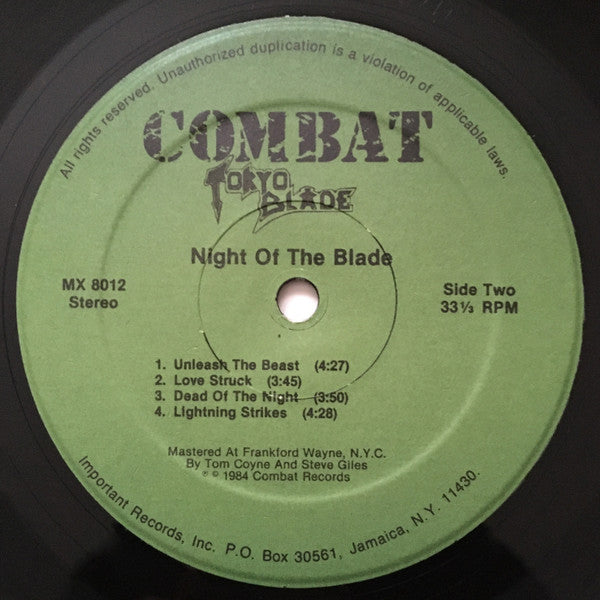 All rights reserved. Unauthorized duplication is a violation of applicable laws.
COMBAT
TOKYO
BLADE
Night Of The Blade
MX 8012
Stereo
Side Two
33⅓ RPM
1. Unleash The Beast (4:27)
2. Love Struck (3:45)
3. Dead Of The Night (3:50)
4. Lightning Strikes (4:28)
Mastered At Frankford Wayne, N.Y.C.
By Tom Coyne And Steve Giles
© ℗ 1984 Combat Records
Important Records, Inc. P.O. Box 30561, Jamaica, N.Y. 11430.